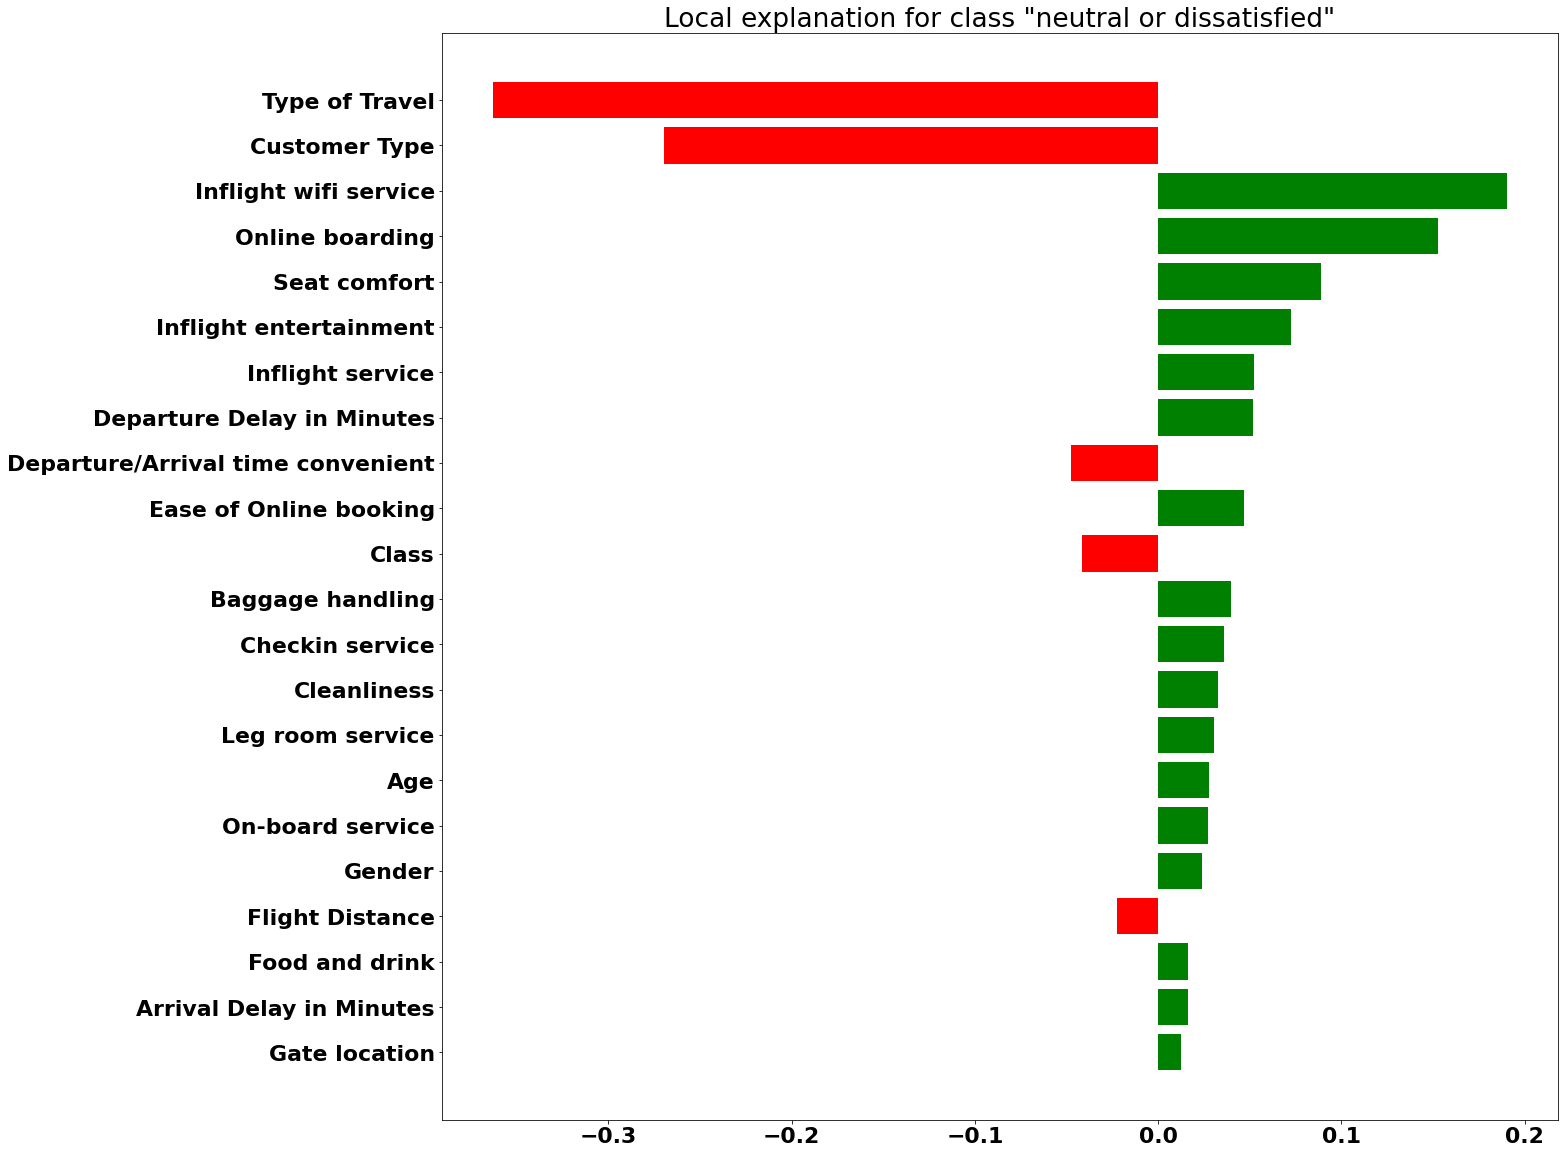 Local explanation for class "neutral or dissatisfied"
Type of Travel
Customer Type
Inflight wifi service
Online boarding
Seat comfort
Inflight entertainment
Inflight service
Departure Delay in Minutes
Departure/Arrival time convenient
Ease of Online booking
Class
Baggage handling
Checkin service
Cleanliness
Leg room service
Age
On-board service
Gender
Flight Distance
Food and drink
Arrival Delay in Minutes
Gate location
−0.3 −0.2 −0.1 0.0 0.1 0.2